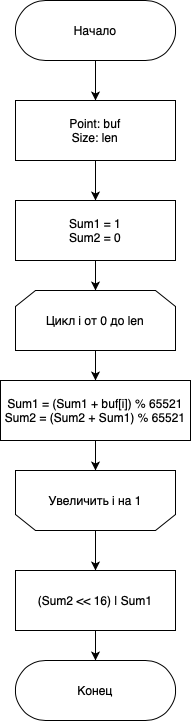 Начало
Point: buf
Size: len
Sum1 = 1
Sum2 = 0
Цикл i от 0 до len
Sum1 = (Sum1 + buf[i]) % 65521
Sum2 = (Sum2 + Sum1) % 65521
Увеличить i на 1
(Sum2 << 16) | Sum1
Конец